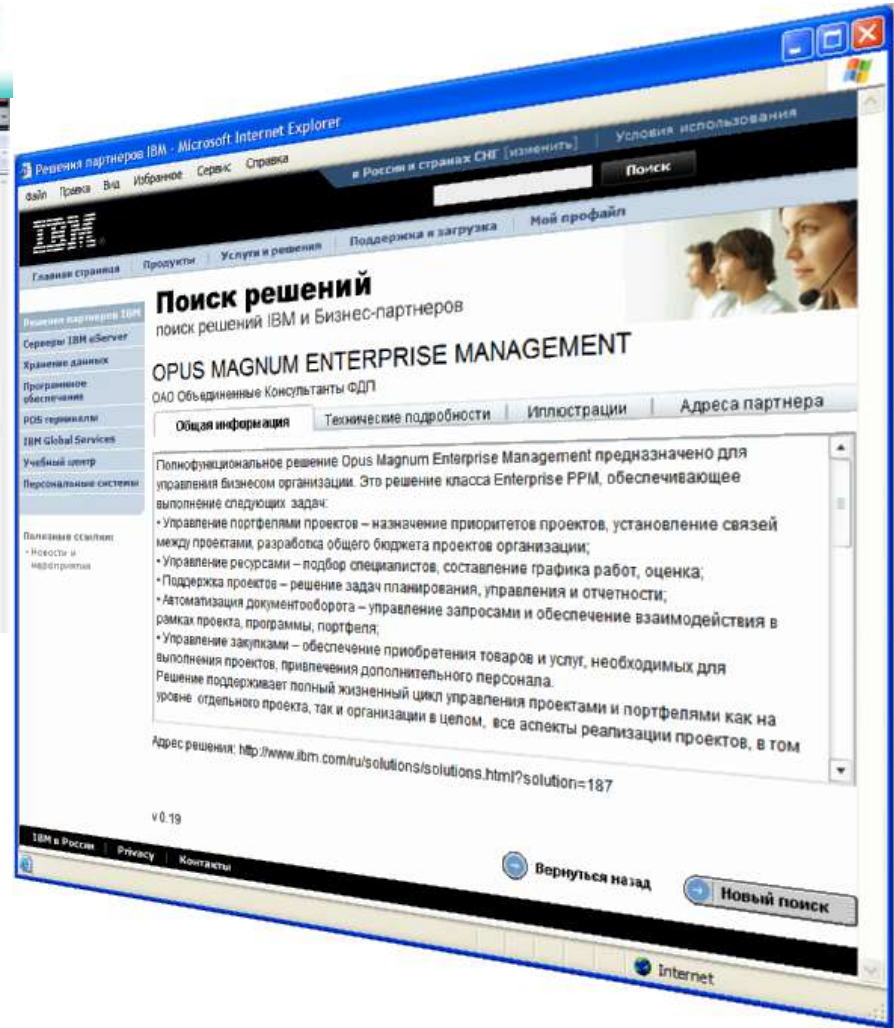 Решения партнеров IBM - Microsoft Internet Explorer
Файл Правка Вид Избранное Сервис Справка
в России и странах СНГ [изменить] | Условия использования
IBM
Поиск
Главная страница | Продукты | Услуги и решения | Поддержка и загрузка | Мой профайл
Решения партнеров IBM
Серверы IBM eServer
Хранение данных
Программное
обеспечение
POS терминалы
IBM Global Services
Учебный центр
Персональные системы
Полезные ссылки:
• Новости и
мероприятия
Поиск решений
поиск решений IBM и Бизнес-партнеров
OPUS MAGNUM ENTERPRISE MANAGEMENT
ОАО Объединенные Консультанты ФДП
Общая информация | Технические подробности | Иллюстрации | Адреса партнера
Полнофункциональное решение Opus Magnum Enterprise Management предназначено для
управления бизнесом организации. Это решение класса Enterprise PPM, обеспечивающее
выполнение следующих задач:
• Управление портфелями проектов – назначение приоритетов проектов, установление связей
между проектами, разработка общего бюджета проектов организации;
• Управление ресурсами – подбор специалистов, составление графика работ, оценка;
• Поддержка проектов – решение задач планирования, управления и отчетности;
• Автоматизация документооборота – управление запросами и обеспечение взаимодействия в
рамках проекта, программы, портфеля;
• Управление закупками – обеспечение приобретения товаров и услуг, необходимых для
выполнения проектов, привлечения дополнительного персонала.
Решение поддерживает полный жизненный цикл управления проектами и портфелями как на
уровне отдельного проекта, так и организации в целом, все аспекты реализации проектов, в том
Адрес решения: http://www.ibm.com/ru/solutions/solutions.html?solution=187
v 0.19
Вернуться назад
Новый поиск
IBM в России | Privacy | Контакты
Internet